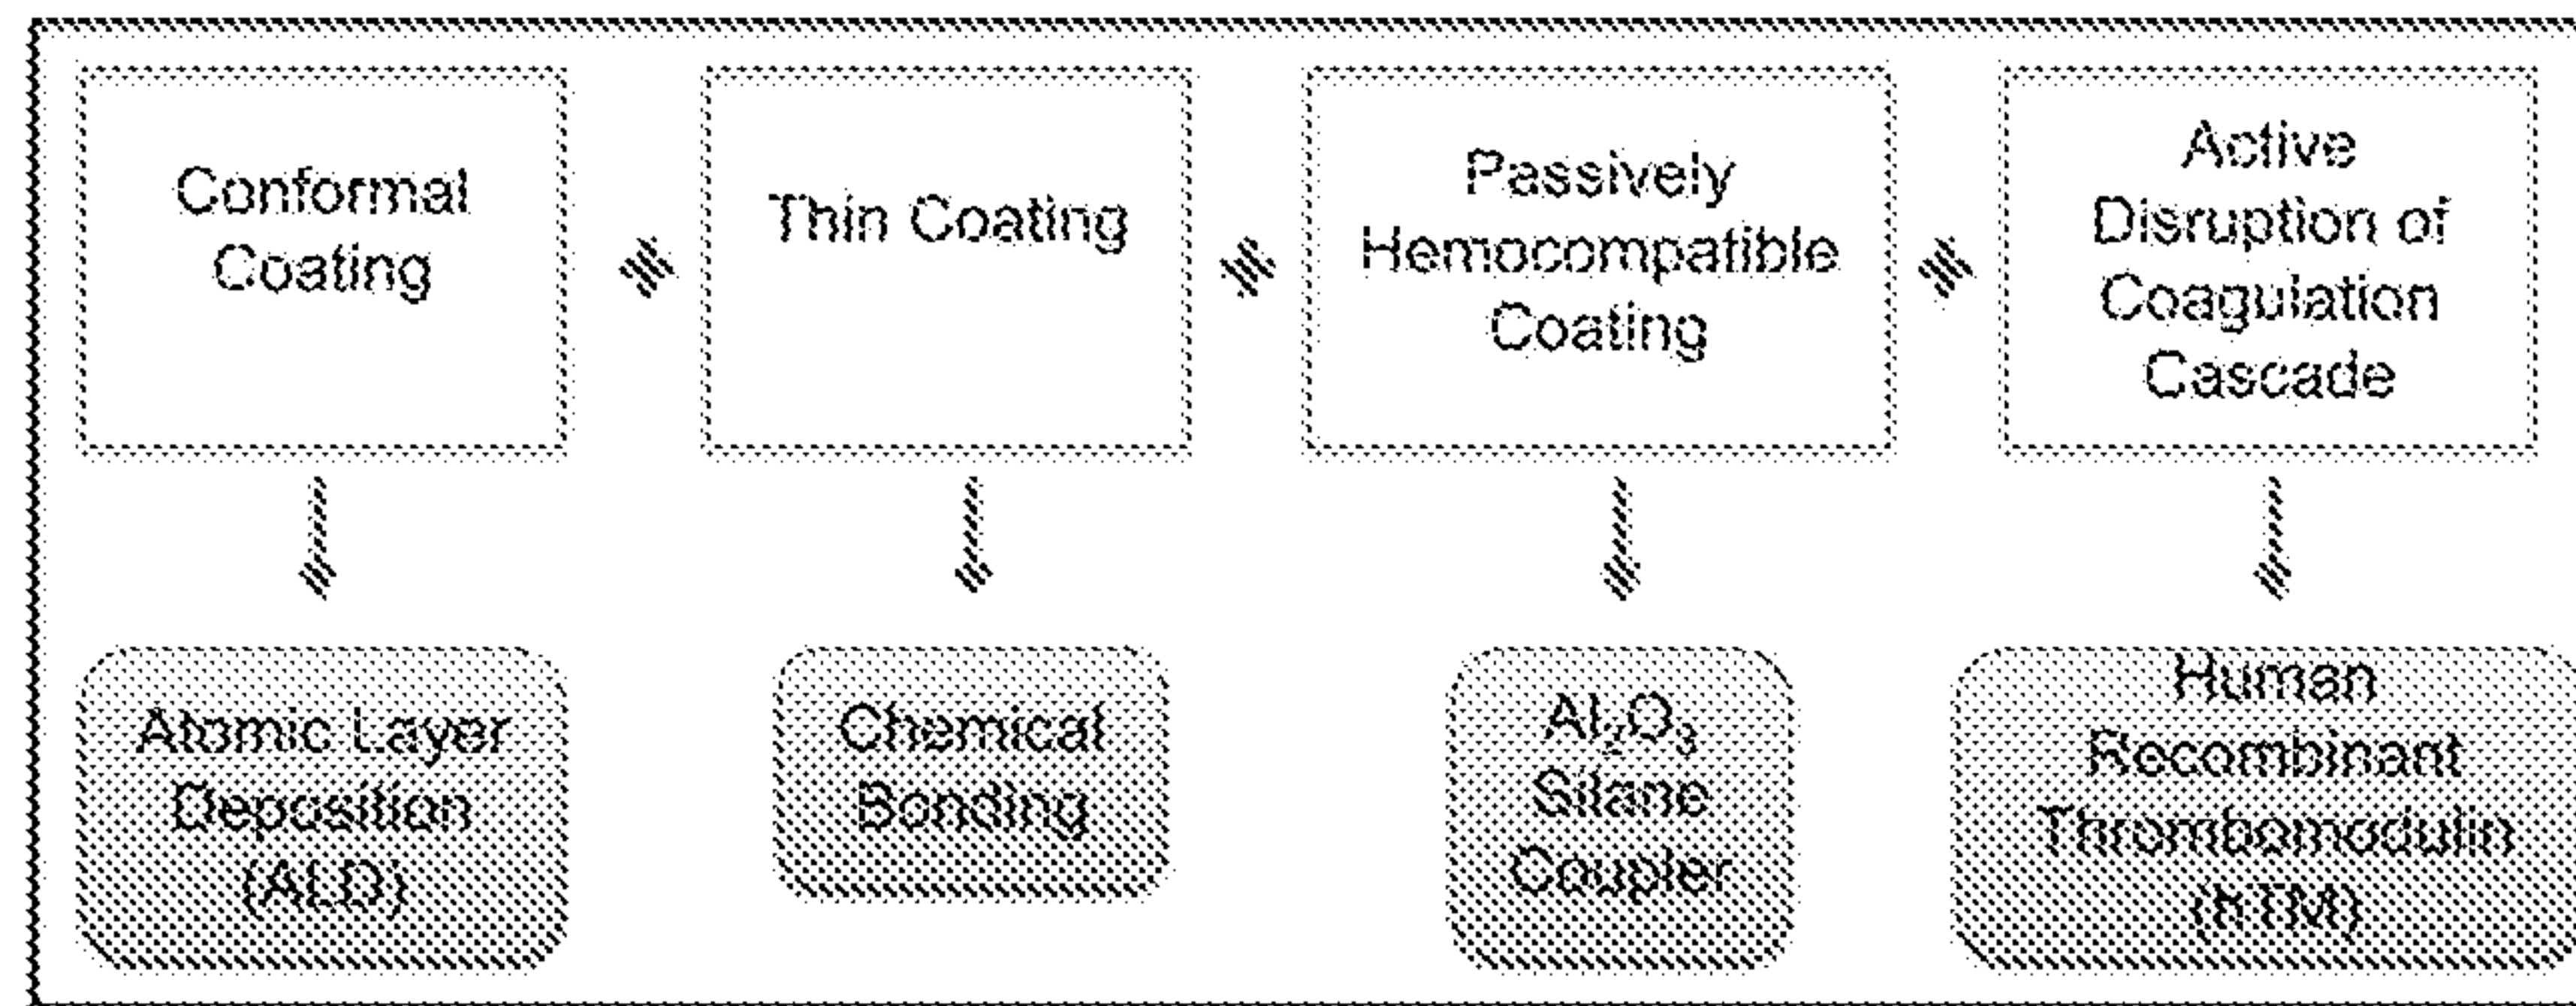 Conformal
Coating
Thin Coating
Passively
Hemocompatible
Coating
Active
Disruption of
Coagulation
Cascade
Atomic Layer
Deposition
(ALD)
Chemical
Bonding
Al₂O₃
Silane
Coupler
Human
Recombinant
Thrombomodulin
(hTM)